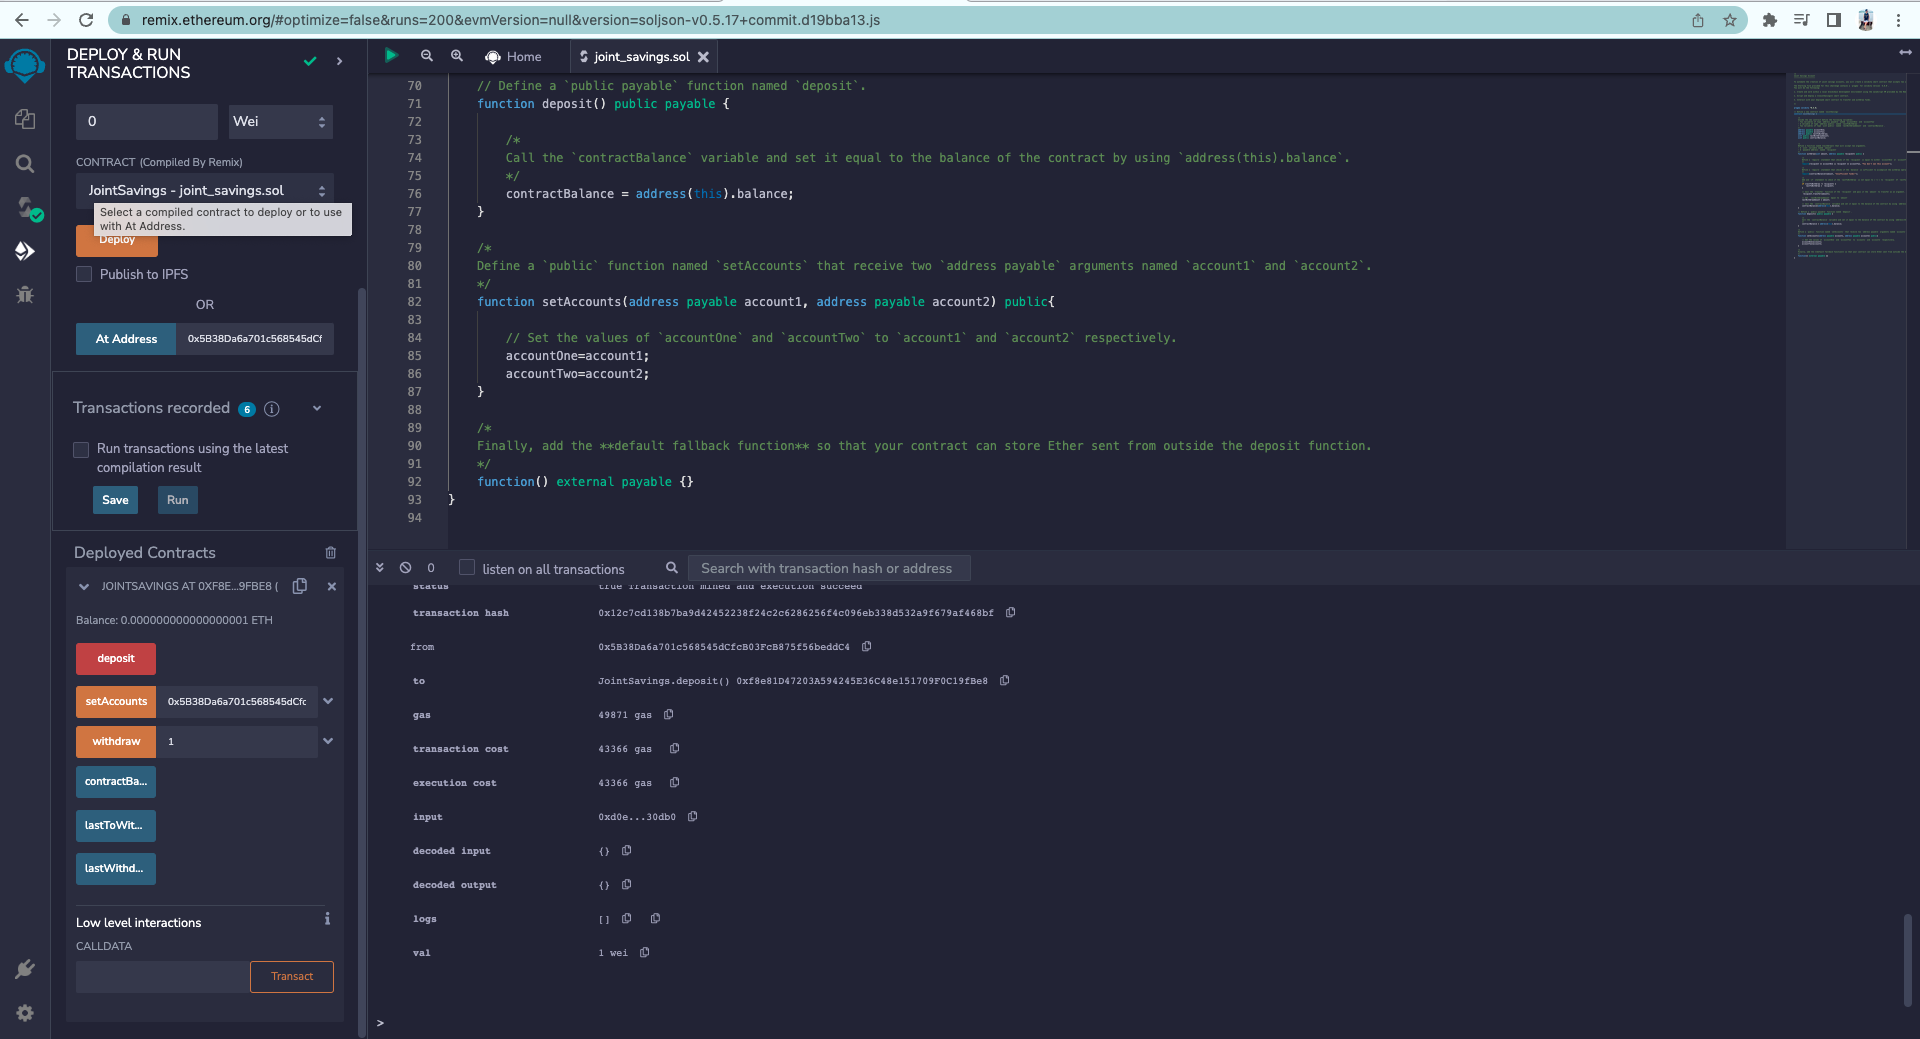 remix.ethereum.org/#optimize=false&runs=200&evmVersion=null&version=soljson-v0.5.17+commit.d19bba13.js
DEPLOY & RUN
TRANSACTIONS
0
Wei
CONTRACT (Compiled By Remix)
JointSavings - joint_savings.sol
Select a compiled contract to deploy or to use
with At Address.
Deploy
Publish to IPFS
OR
At Address
0x5B38Da6a701c568545dCf
Transactions recorded 6 i
Run transactions using the latest
compilation result
Save
Run
Deployed Contracts
JOINTSAVINGS AT 0XF8E...9FBE8 (
Balance: 0.000000000000000001 ETH
deposit
setAccounts 0x5B38Da6a701c568545dCfc
withdraw 1
contractBa...
lastToWit...
lastWithd...
Low level interactions i
CALLDATA
Transact
Home
joint_savings.sol
70 // Define a `public payable` function named `deposit`.
71 function deposit() public payable {
72
73 /*
74 Call the `contractBalance` variable and set it equal to the balance of the contract by using `address(this).balance`.
75 */
76 contractBalance = address(this).balance;
77 }
78
79 /*
80 Define a `public` function named `setAccounts` that receive two `address payable` arguments named `account1` and `account2`.
81 */
82 function setAccounts(address payable account1, address payable account2) public{
83
84 // Set the values of `accountOne` and `accountTwo` to `account1` and `account2` respectively.
85 accountOne=account1;
86 accountTwo=account2;
87 }
88
89 /*
90 Finally, add the **default fallback function** so that your contract can store Ether sent from outside the deposit function.
91 */
92 function() external payable {}
93 }
94
0
listen on all transactions
Search with transaction hash or address
status true Transaction mined and execution succeed
transaction hash 0x12c7cd138b7ba9d42452238f24c2c6286256f4c096eb338d532a9f679af468bf
from 0x5B38Da6a701c568545dCfcB03FcB875f56beddC4
to JointSavings.deposit() 0xf8e81D47203A594245E36C48e151709F0C19fBe8
gas 49871 gas
transaction cost 43366 gas
execution cost 43366 gas
input 0xd0e...30db0
decoded input {}
decoded output {}
logs []
val 1 wei
>